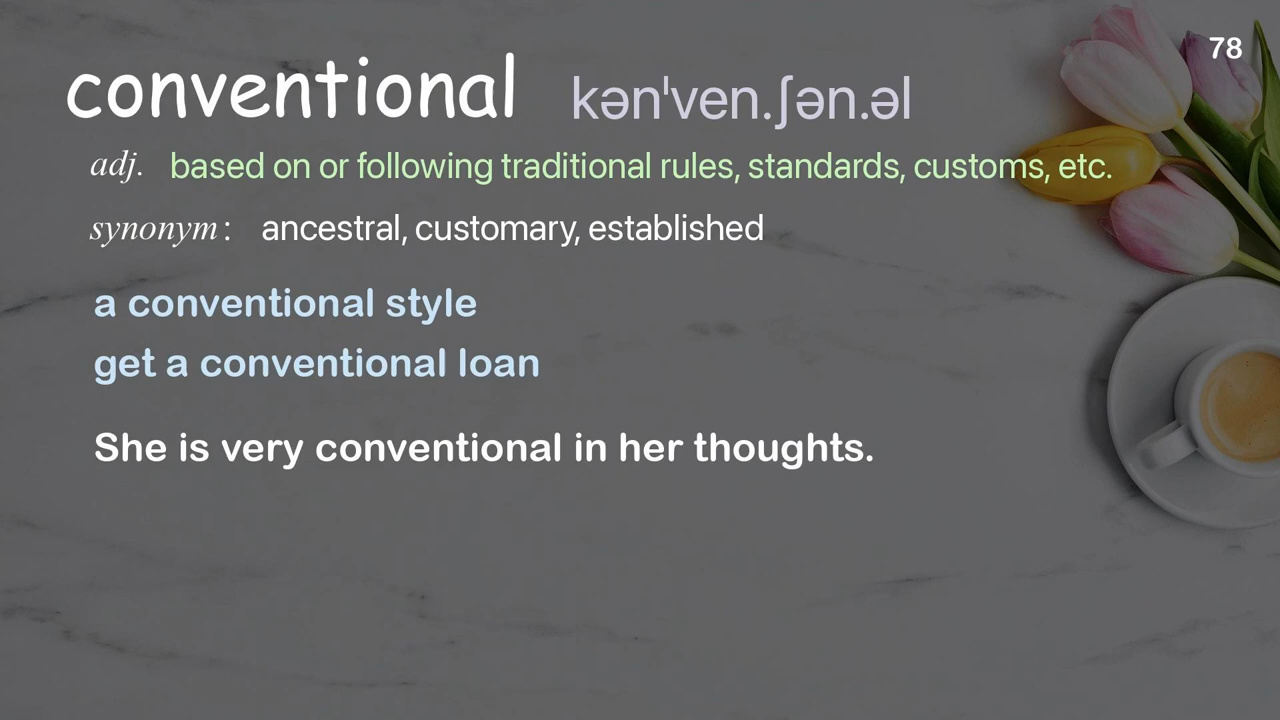 78
conventional kən'ven.ʃən.əl
adj. based on or following traditional rules, standards, customs, etc.
synonym: ancestral, customary, established
a conventional style
get a conventional loan
She is very conventional in her thoughts.